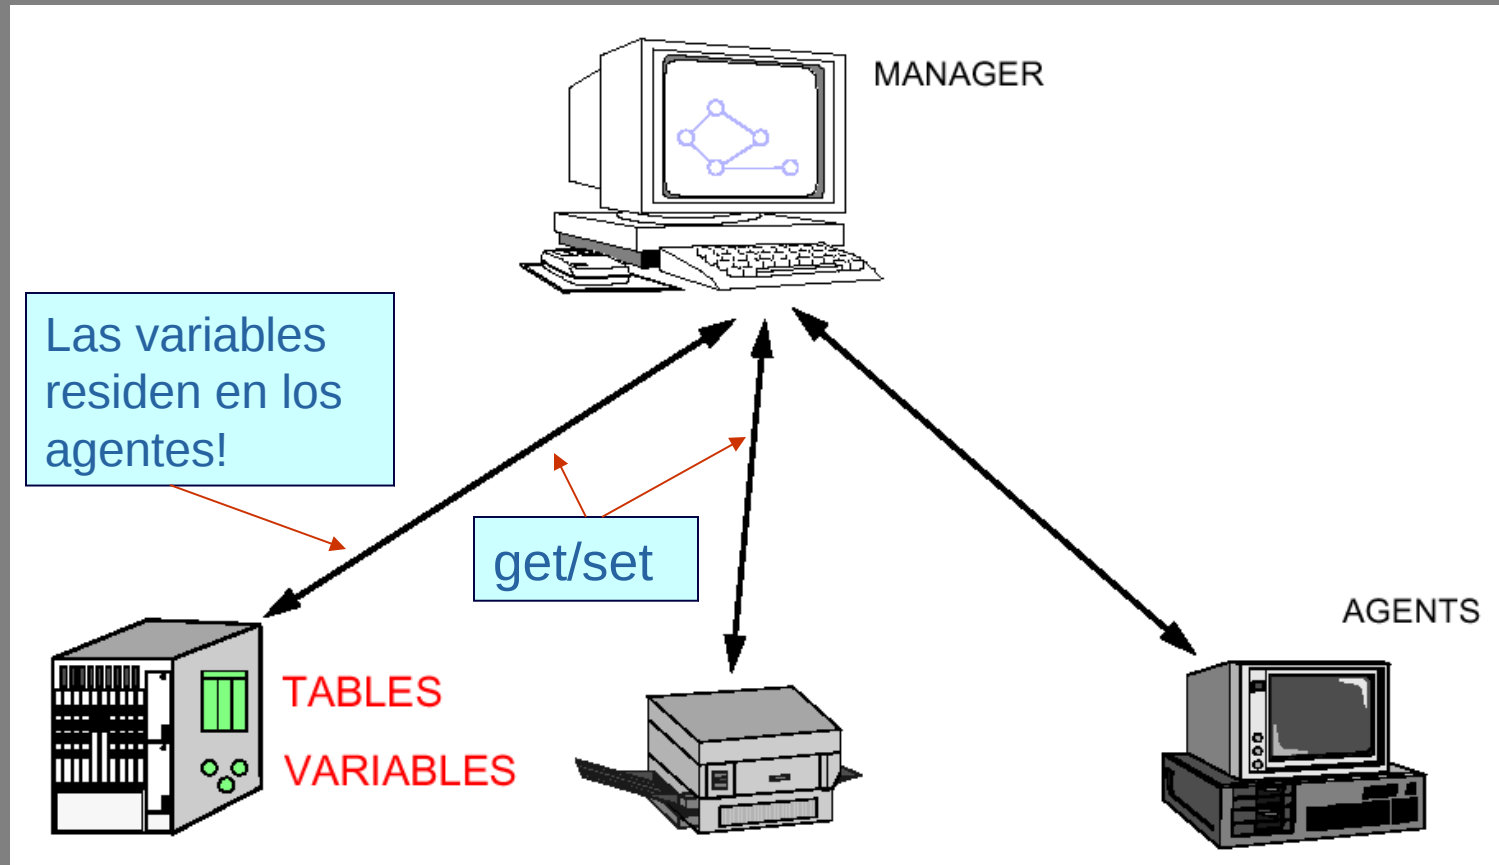 MANAGER
Las variables
residen en los
agentes!
get/set
AGENTS
TABLES
VARIABLES